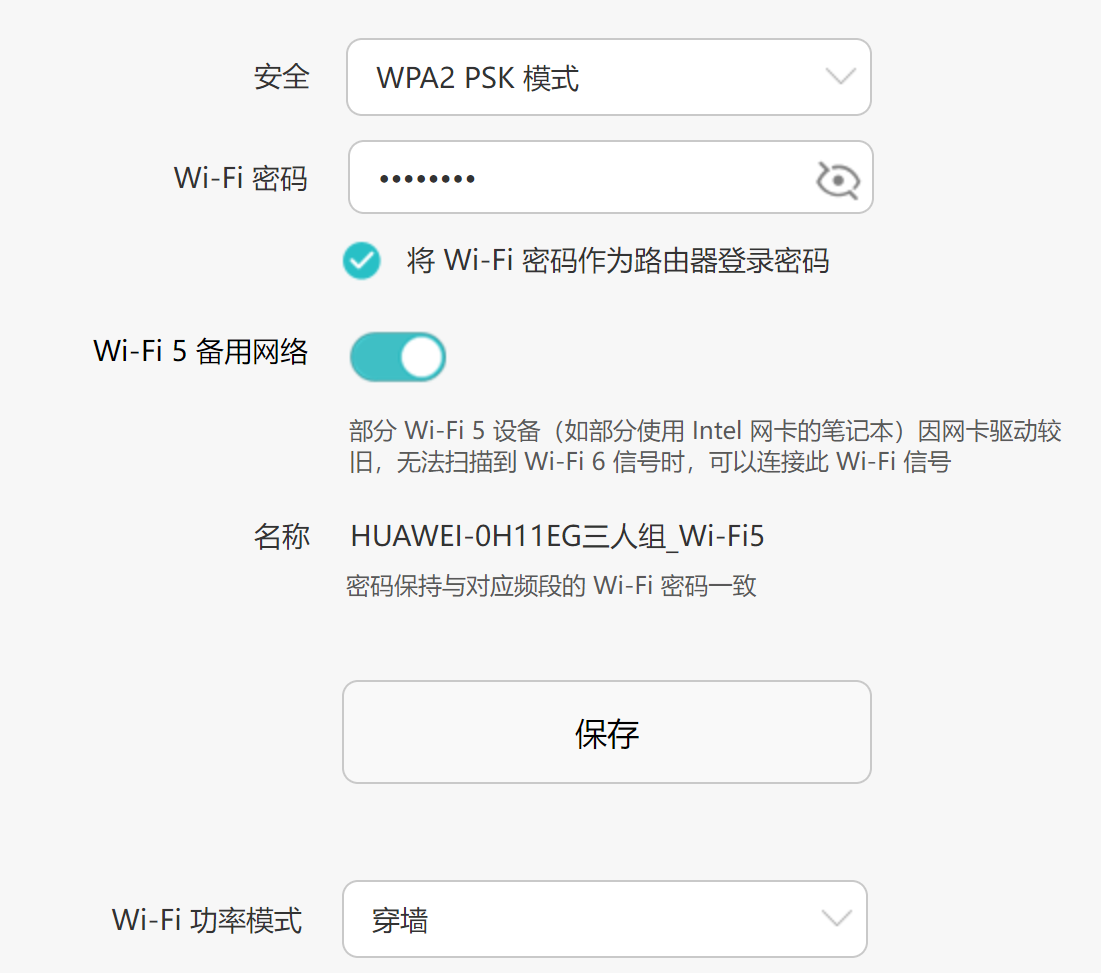 安全 WPA2 PSK 模式
Wi-Fi 密码 ••••••••
将 Wi-Fi 密码作为路由器登录密码
Wi-Fi 5 备用网络
部分 Wi-Fi 5 设备（如部分使用 Intel 网卡的笔记本）因网卡驱动较
旧，无法扫描到 Wi-Fi 6 信号时，可以连接此 Wi-Fi 信号
名称 HUAWEI-0H11EG三人组_Wi-Fi5
密码保持与对应频段的 Wi-Fi 密码一致
保存
Wi-Fi 功率模式 穿墙